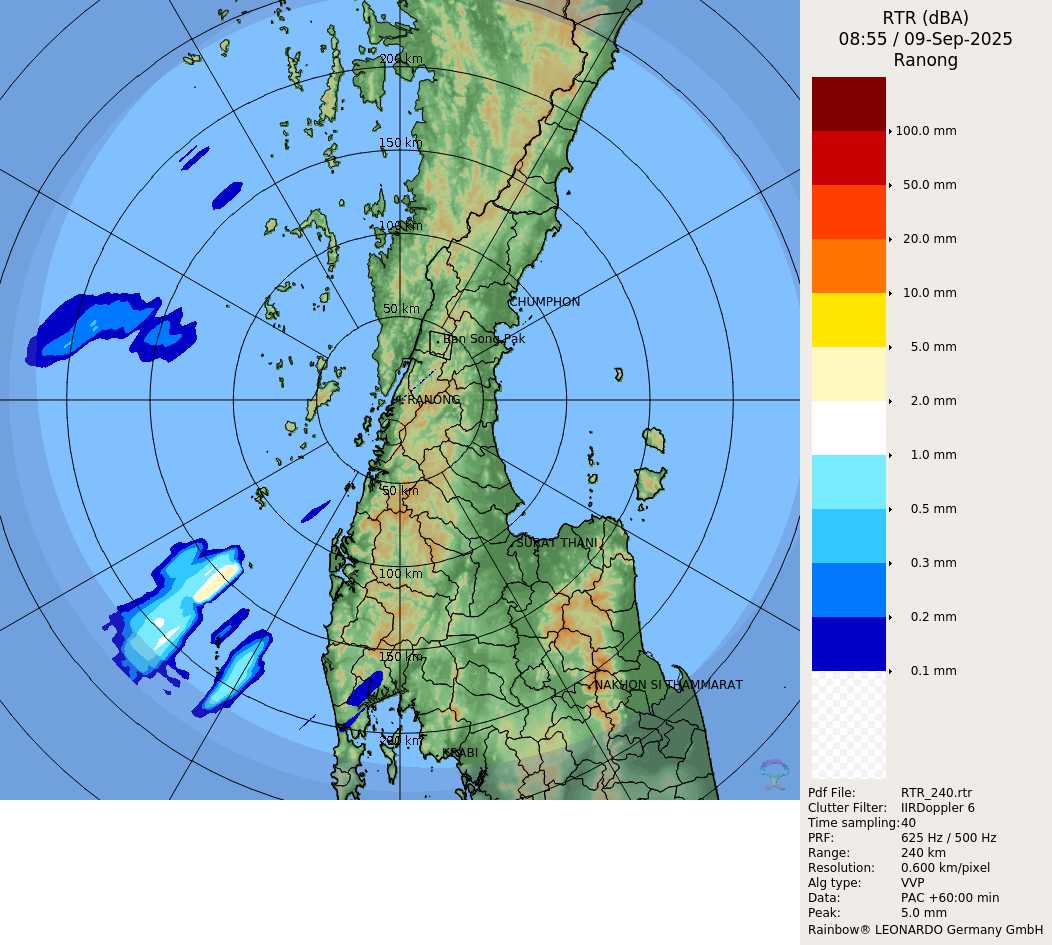 RTR (dBA)
08:55 / 09-Sep-2025
Ranong
200 km
150 km
100 km
50 km
CHUMPHON
Ban Song Pak
RANONG
50 km
SURAT THANI
100 km
150 km
NAKHON SI THAMMARAT
200 km
KRABI
100.0 mm
50.0 mm
20.0 mm
10.0 mm
5.0 mm
2.0 mm
1.0 mm
0.5 mm
0.3 mm
0.2 mm
0.1 mm
Pdf File: RTR_240.rtr
Clutter Filter: IIRDoppler 6
Time sampling: 40
PRF: 625 Hz / 500 Hz
Range: 240 km
Resolution: 0.600 km/pixel
Alg type: VVP
Data: PAC +60:00 min
Peak: 5.0 mm
Rainbow® LEONARDO Germany GmbH